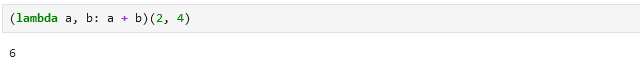 (lambda a, b: a + b)(2, 4)
6